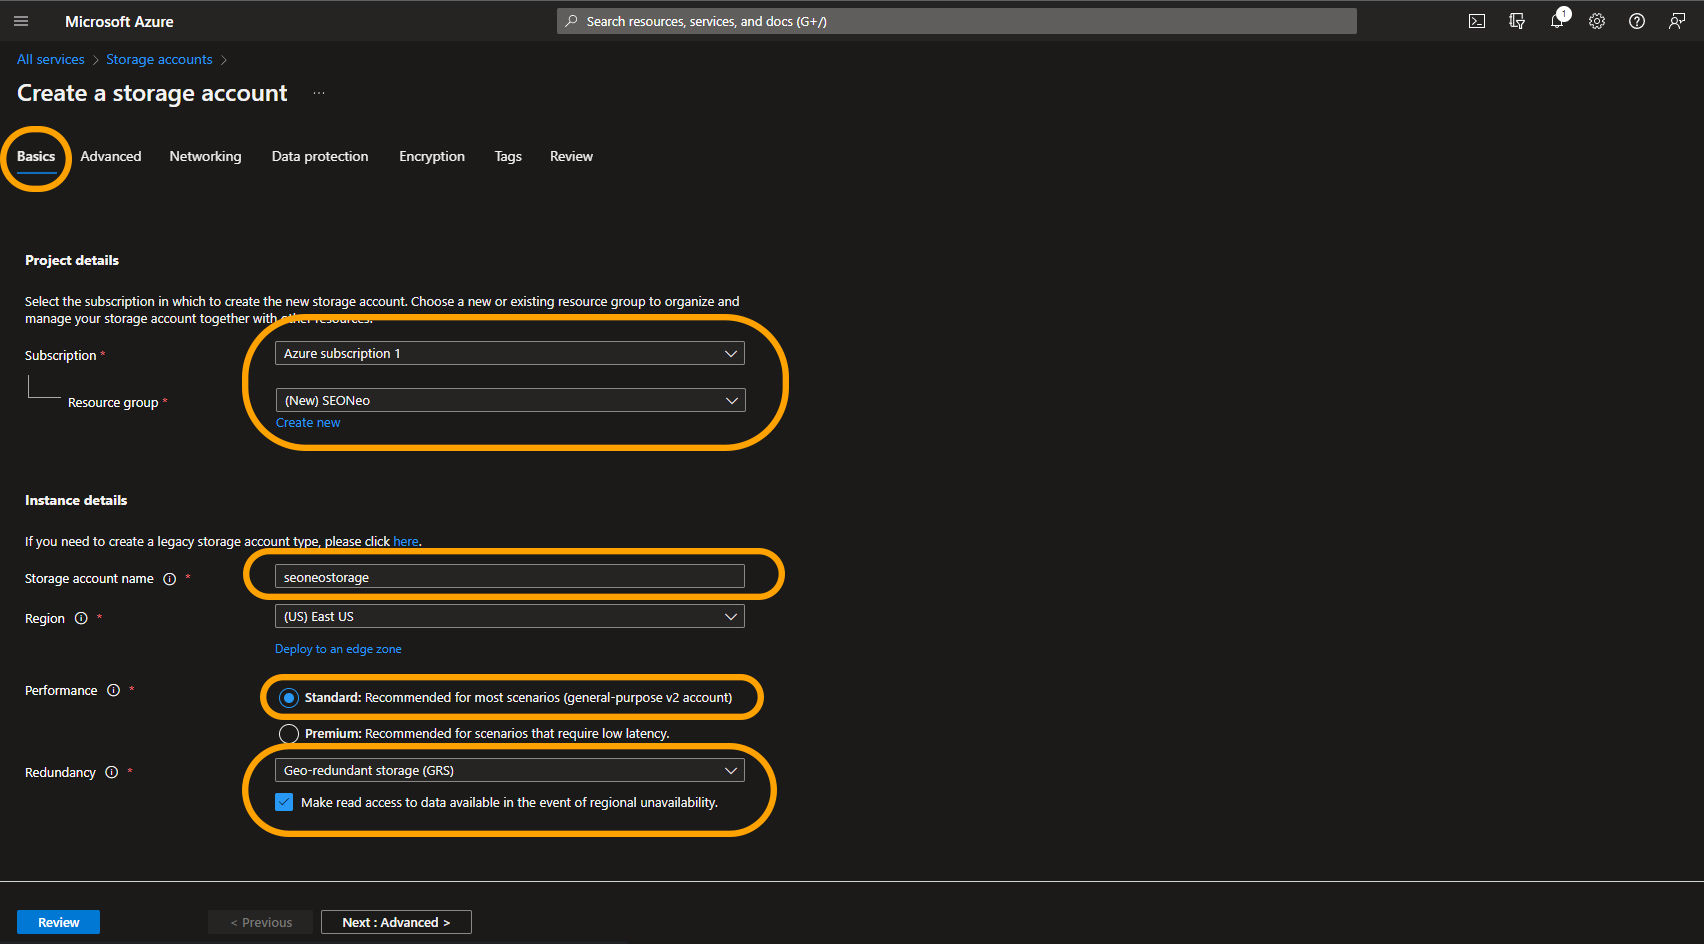 Microsoft Azure
Search resources, services, and docs (G+/)
1
All services > Storage accounts >
Create a storage account ...
Basics Advanced Networking Data protection Encryption Tags Review
Project details
Select the subscription in which to create the new storage account. Choose a new or existing resource group to organize and
manage your storage account together with other resources.
Subscription * Azure subscription 1
Resource group * (New) SEONeo
Create new
Instance details
If you need to create a legacy storage account type, please click here.
Storage account name * seoneostorage
Region * (US) East US
Deploy to an edge zone
Performance * Standard: Recommended for most scenarios (general-purpose v2 account)
Premium: Recommended for scenarios that require low latency.
Redundancy * Geo-redundant storage (GRS)
Make read access to data available in the event of regional unavailability.
Review < Previous Next : Advanced >